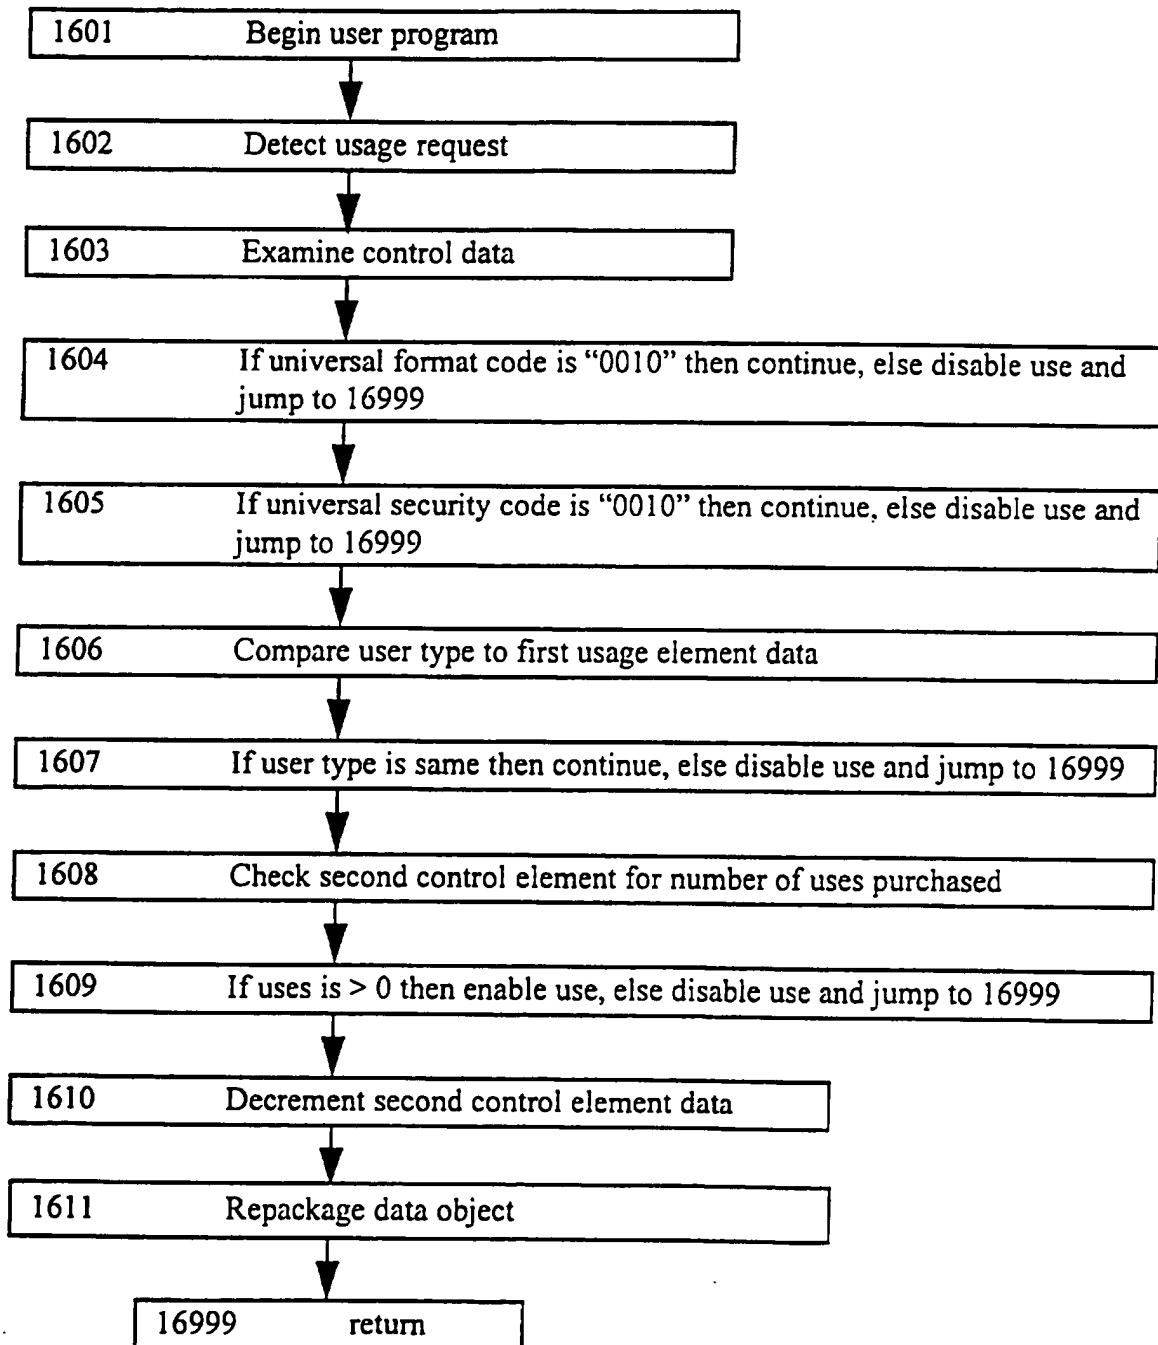 1601 Begin user program
1602 Detect usage request
1603 Examine control data
1604 If universal format code is “0010” then continue, else disable use and
jump to 16999
1605 If universal security code is “0010” then continue, else disable use and
jump to 16999
1606 Compare user type to first usage element data
1607 If user type is same then continue, else disable use and jump to 16999
1608 Check second control element for number of uses purchased
1609 If uses is > 0 then enable use, else disable use and jump to 16999
1610 Decrement second control element data
1611 Repackage data object
16999 return